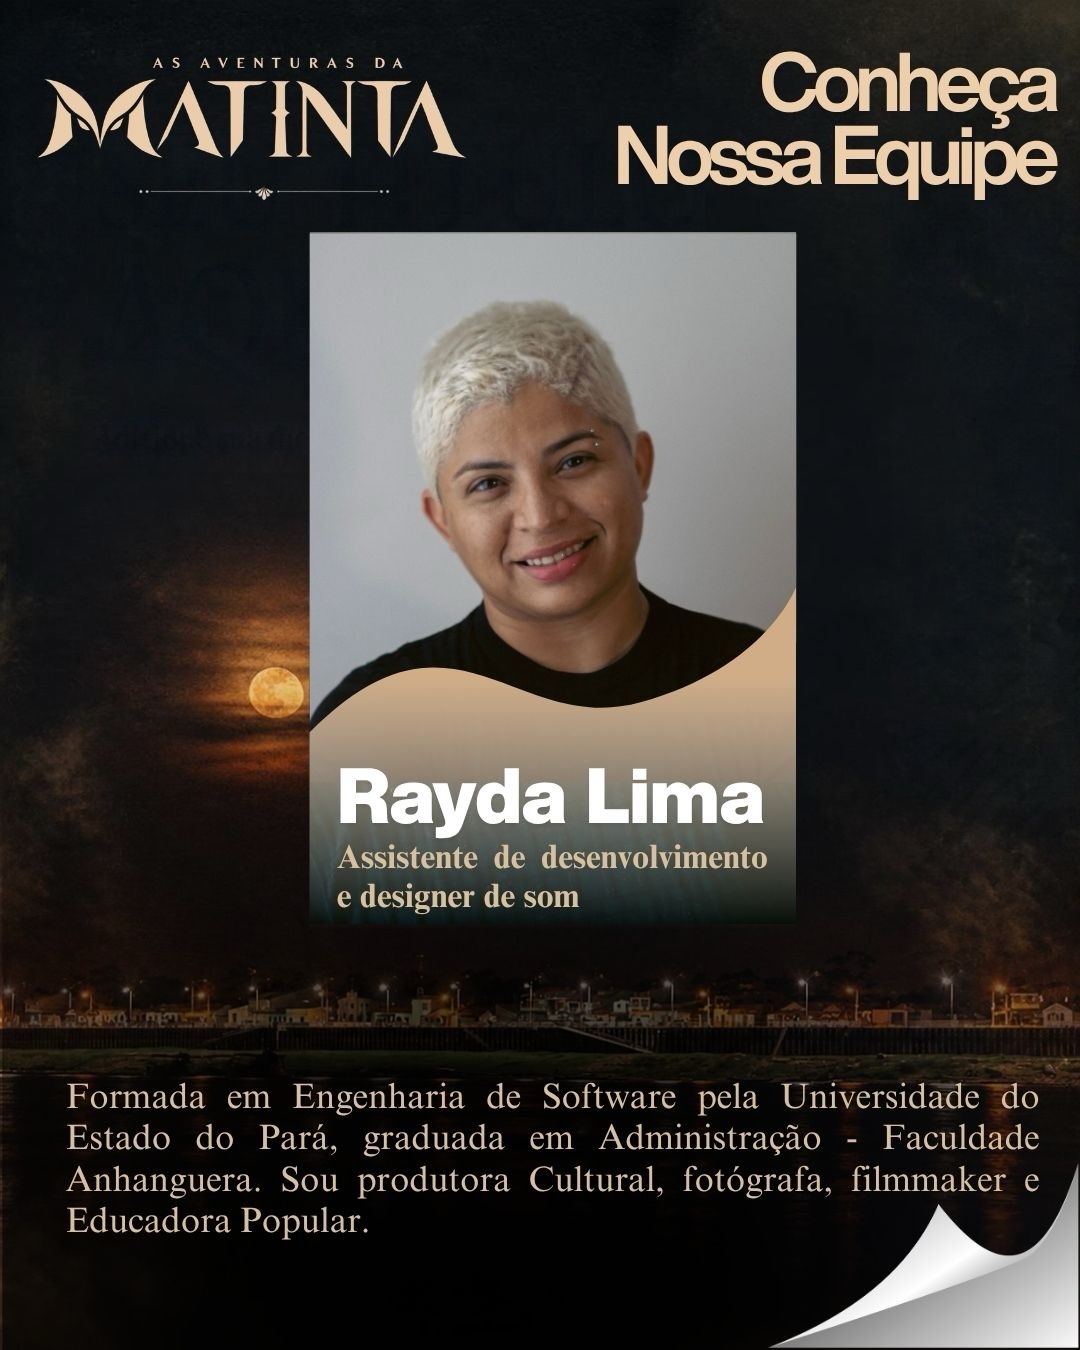 AS AVENTURAS DA
MATINTA
Conheça
Nossa Equipe
Rayda Lima
Assistente de desenvolvimento
e designer de som
Formada em Engenharia de Software pela Universidade do
Estado do Pará, graduada em Administração - Faculdade
Anhanguera. Sou produtora Cultural, fotógrafa, filmmaker e
Educadora Popular.